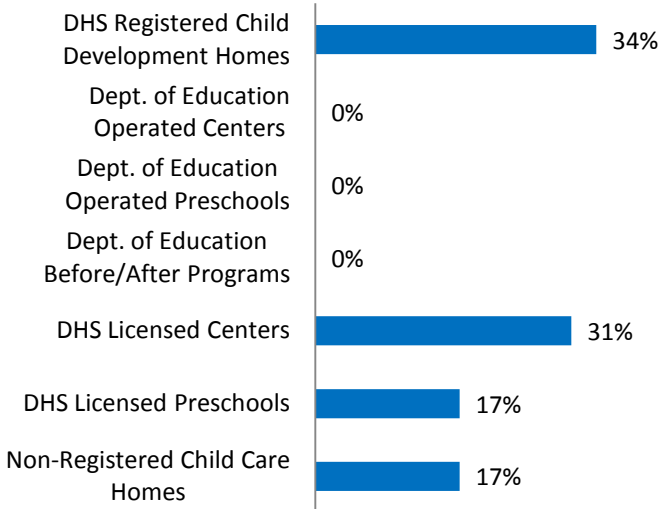 DHS Registered Child
Development Homes
34%
Dept. of Education
Operated Centers
0%
Dept. of Education
Operated Preschools
0%
Dept. of Education
Before/After Programs
0%
DHS Licensed Centers
31%
DHS Licensed Preschools
17%
Non-Registered Child Care
Homes
17%